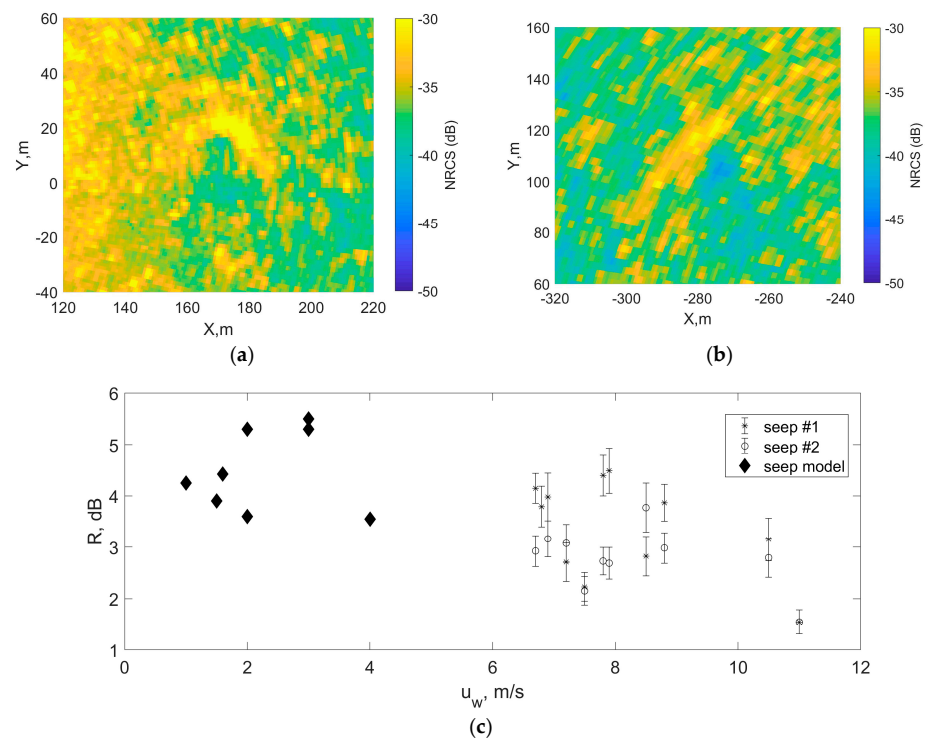 60
40
20
0
-20
-40
Y,m
120 140 160 180 200 220
X,m
-30
-35
-40
-45
-50
NRCS (dB)
(a)
160
140
120
100
80
60
Y,m
-320 -300 -280 -260 -240
X,m
-30
-35
-40
-45
-50
NRCS (dB)
(b)
6
5
4
3
2
1
R, dB
seep #1
seep #2
seep model
0 2 4 6 8 10 12
u_w, m/s
(c)